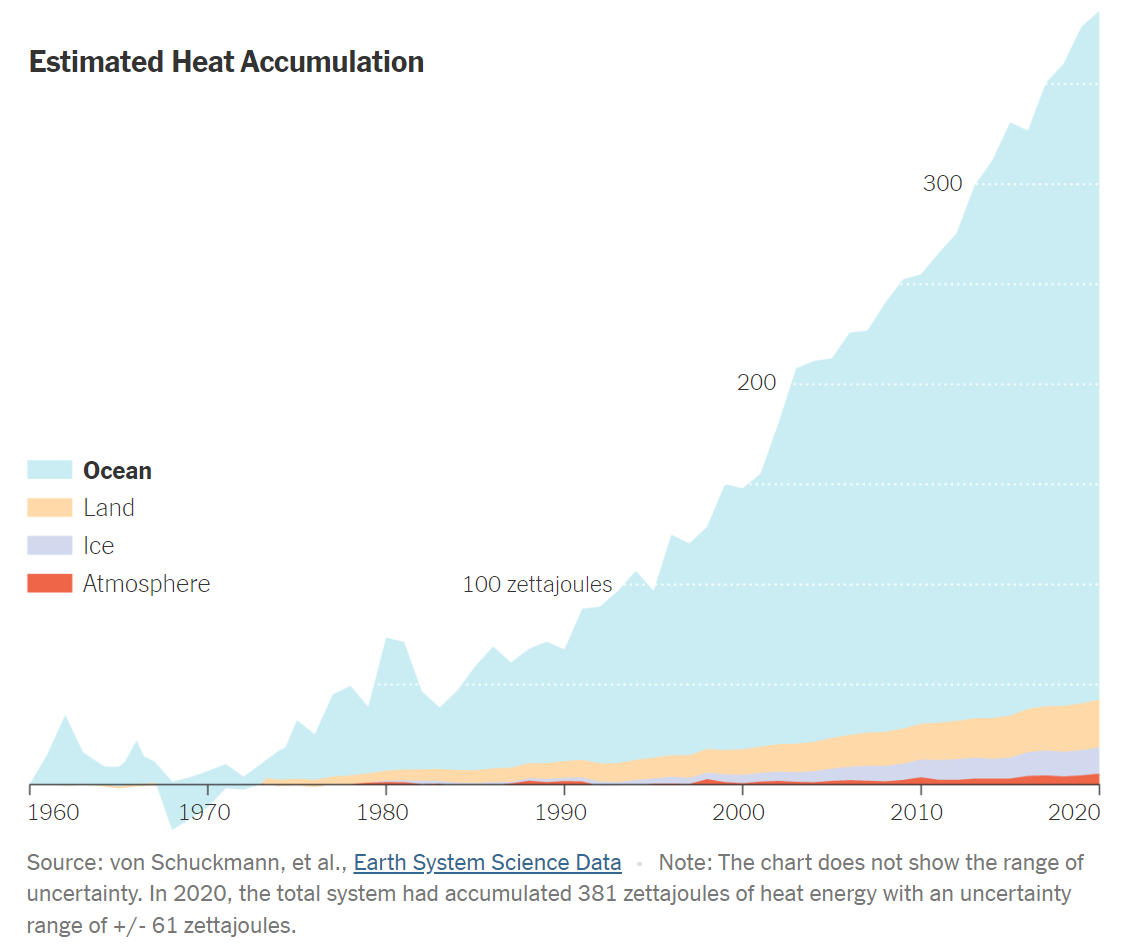 Estimated Heat Accumulation
300
200
Ocean
Land
Ice
Atmosphere
100 zettajoules
1960 1970 1980 1990 2000 2010 2020
Source: von Schuckmann, et al., Earth System Science Data • Note: The chart does not show the range of
uncertainty. In 2020, the total system had accumulated 381 zettajoules of heat energy with an uncertainty
range of +/- 61 zettajoules.